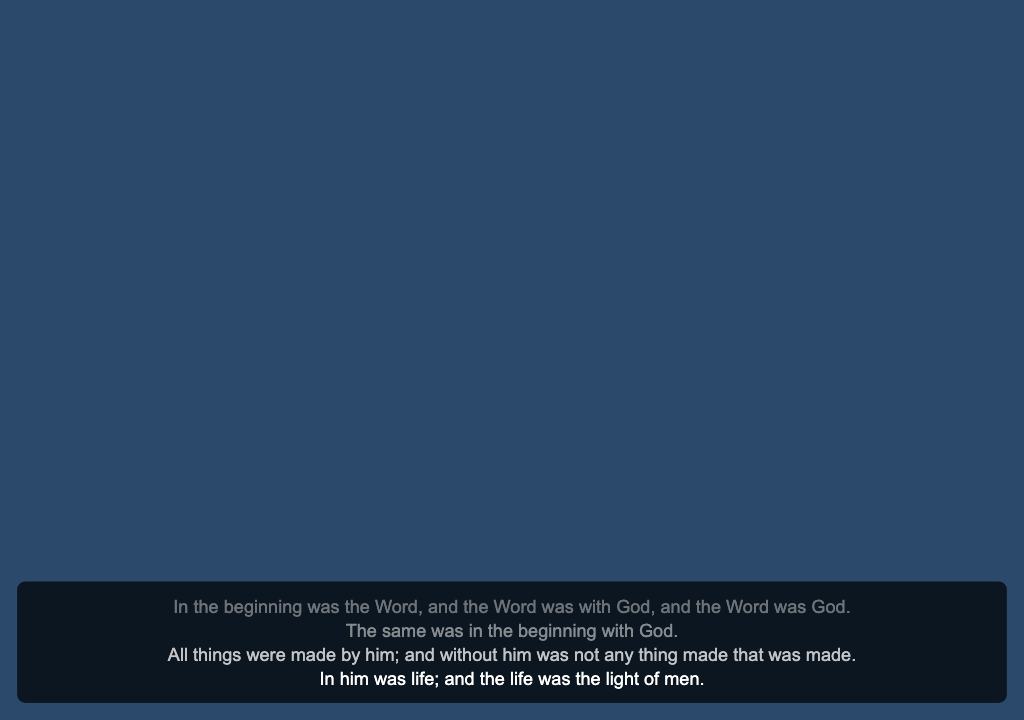 In the beginning was the Word, and the Word was with God, and the Word was God.
The same was in the beginning with God.
All things were made by him; and without him was not any thing made that was made.
In him was life; and the life was the light of men.